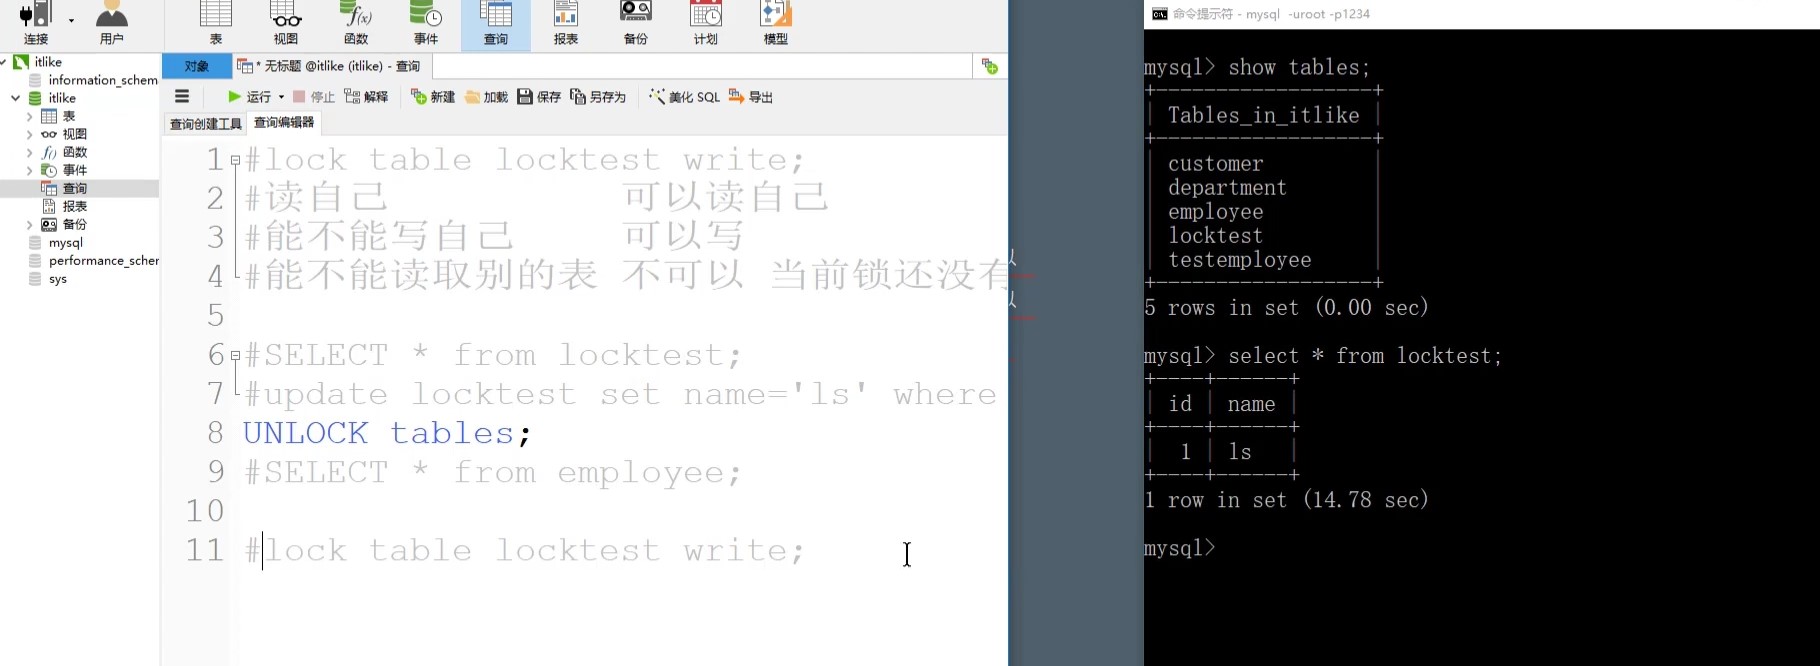 连接
用户
表
视图
函数
事件
查询
报表
备份
计划
模型
itlike
information_schem
itlike
表
视图
函数
事件
查询
报表
备份
mysql
performance_scher
sys
对象
* 无标题 @itlike (itlike) - 查询
运行 停止 解释 新建 加载 保存 另存为 美化 SQL 导出
查询创建工具 查询编辑器
1 #lock table locktest write;
2 #读自己 可以读自己
3 #能不能写自己 可以写
4 #能不能读取别的表 不可以 当前锁还没有
5
6 #SELECT * from locktest;
7 #update locktest set name='ls' where
8 UNLOCK tables;
9 #SELECT * from employee;
10
11 #lock table locktest write;
命令提示符 - mysql -uroot -p1234
mysql> show tables;
+------------------+
| Tables_in_itlike |
+------------------+
| customer |
| department |
| employee |
| locktest |
| testemployee |
+------------------+
5 rows in set (0.00 sec)
mysql> select * from locktest;
+----+------+
| id | name |
+----+------+
| 1 | ls |
+----+------+
1 row in set (14.78 sec)
mysql>